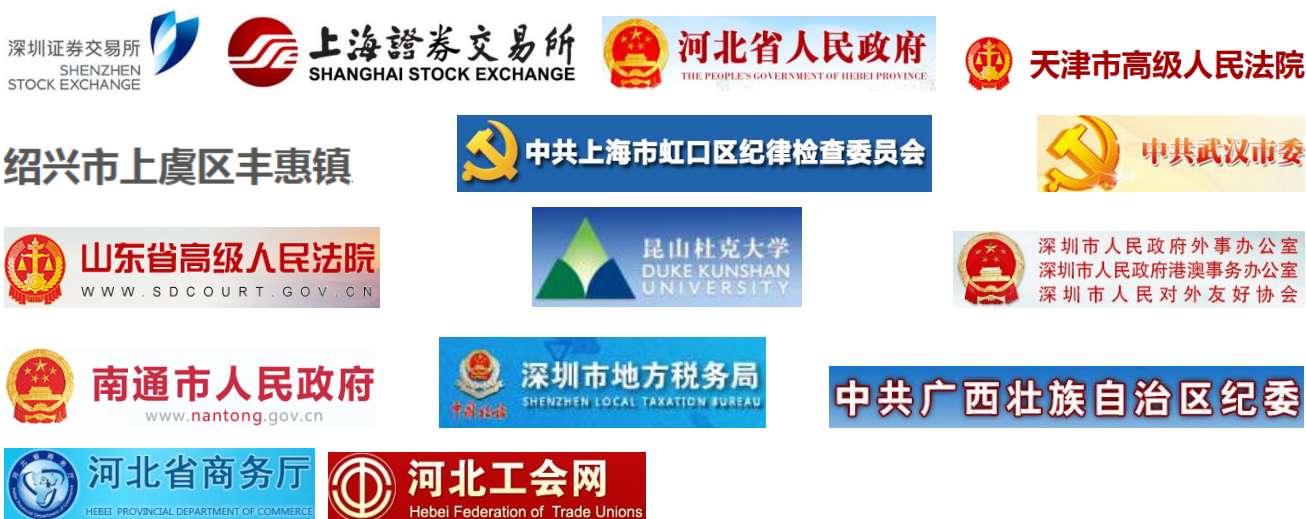 深圳证券交易所
SHENZHEN
STOCK EXCHANGE
上海證券交易所
SHANGHAI STOCK EXCHANGE
河北省人民政府
THE PEOPLE'S GOVERNMENT OF HEBEI PROVINCE
天津市高级人民法院
绍兴市上虞区丰惠镇
中共上海市虹口区纪律检查委员会
中共武汉市委
山东省高级人民法院
WWW.SDCOURT.GOV.CN
昆山杜克大学
DUKE KUNSHAN
UNIVERSITY
深圳市人民政府外事办公室
深圳市人民政府港澳事务办公室
深圳市人民对外友好协会
南通市人民政府
www.nantong.gov.cn
中国税务
深圳市地方税务局
SHENZHEN LOCAL TAXATION BUREAU
中共广西壮族自治区纪委
河北省商务厅
HEBEI PROVINCIAL DEPARTMENT OF COMMERCE
河北工会网
Hebei Federation of Trade Unions